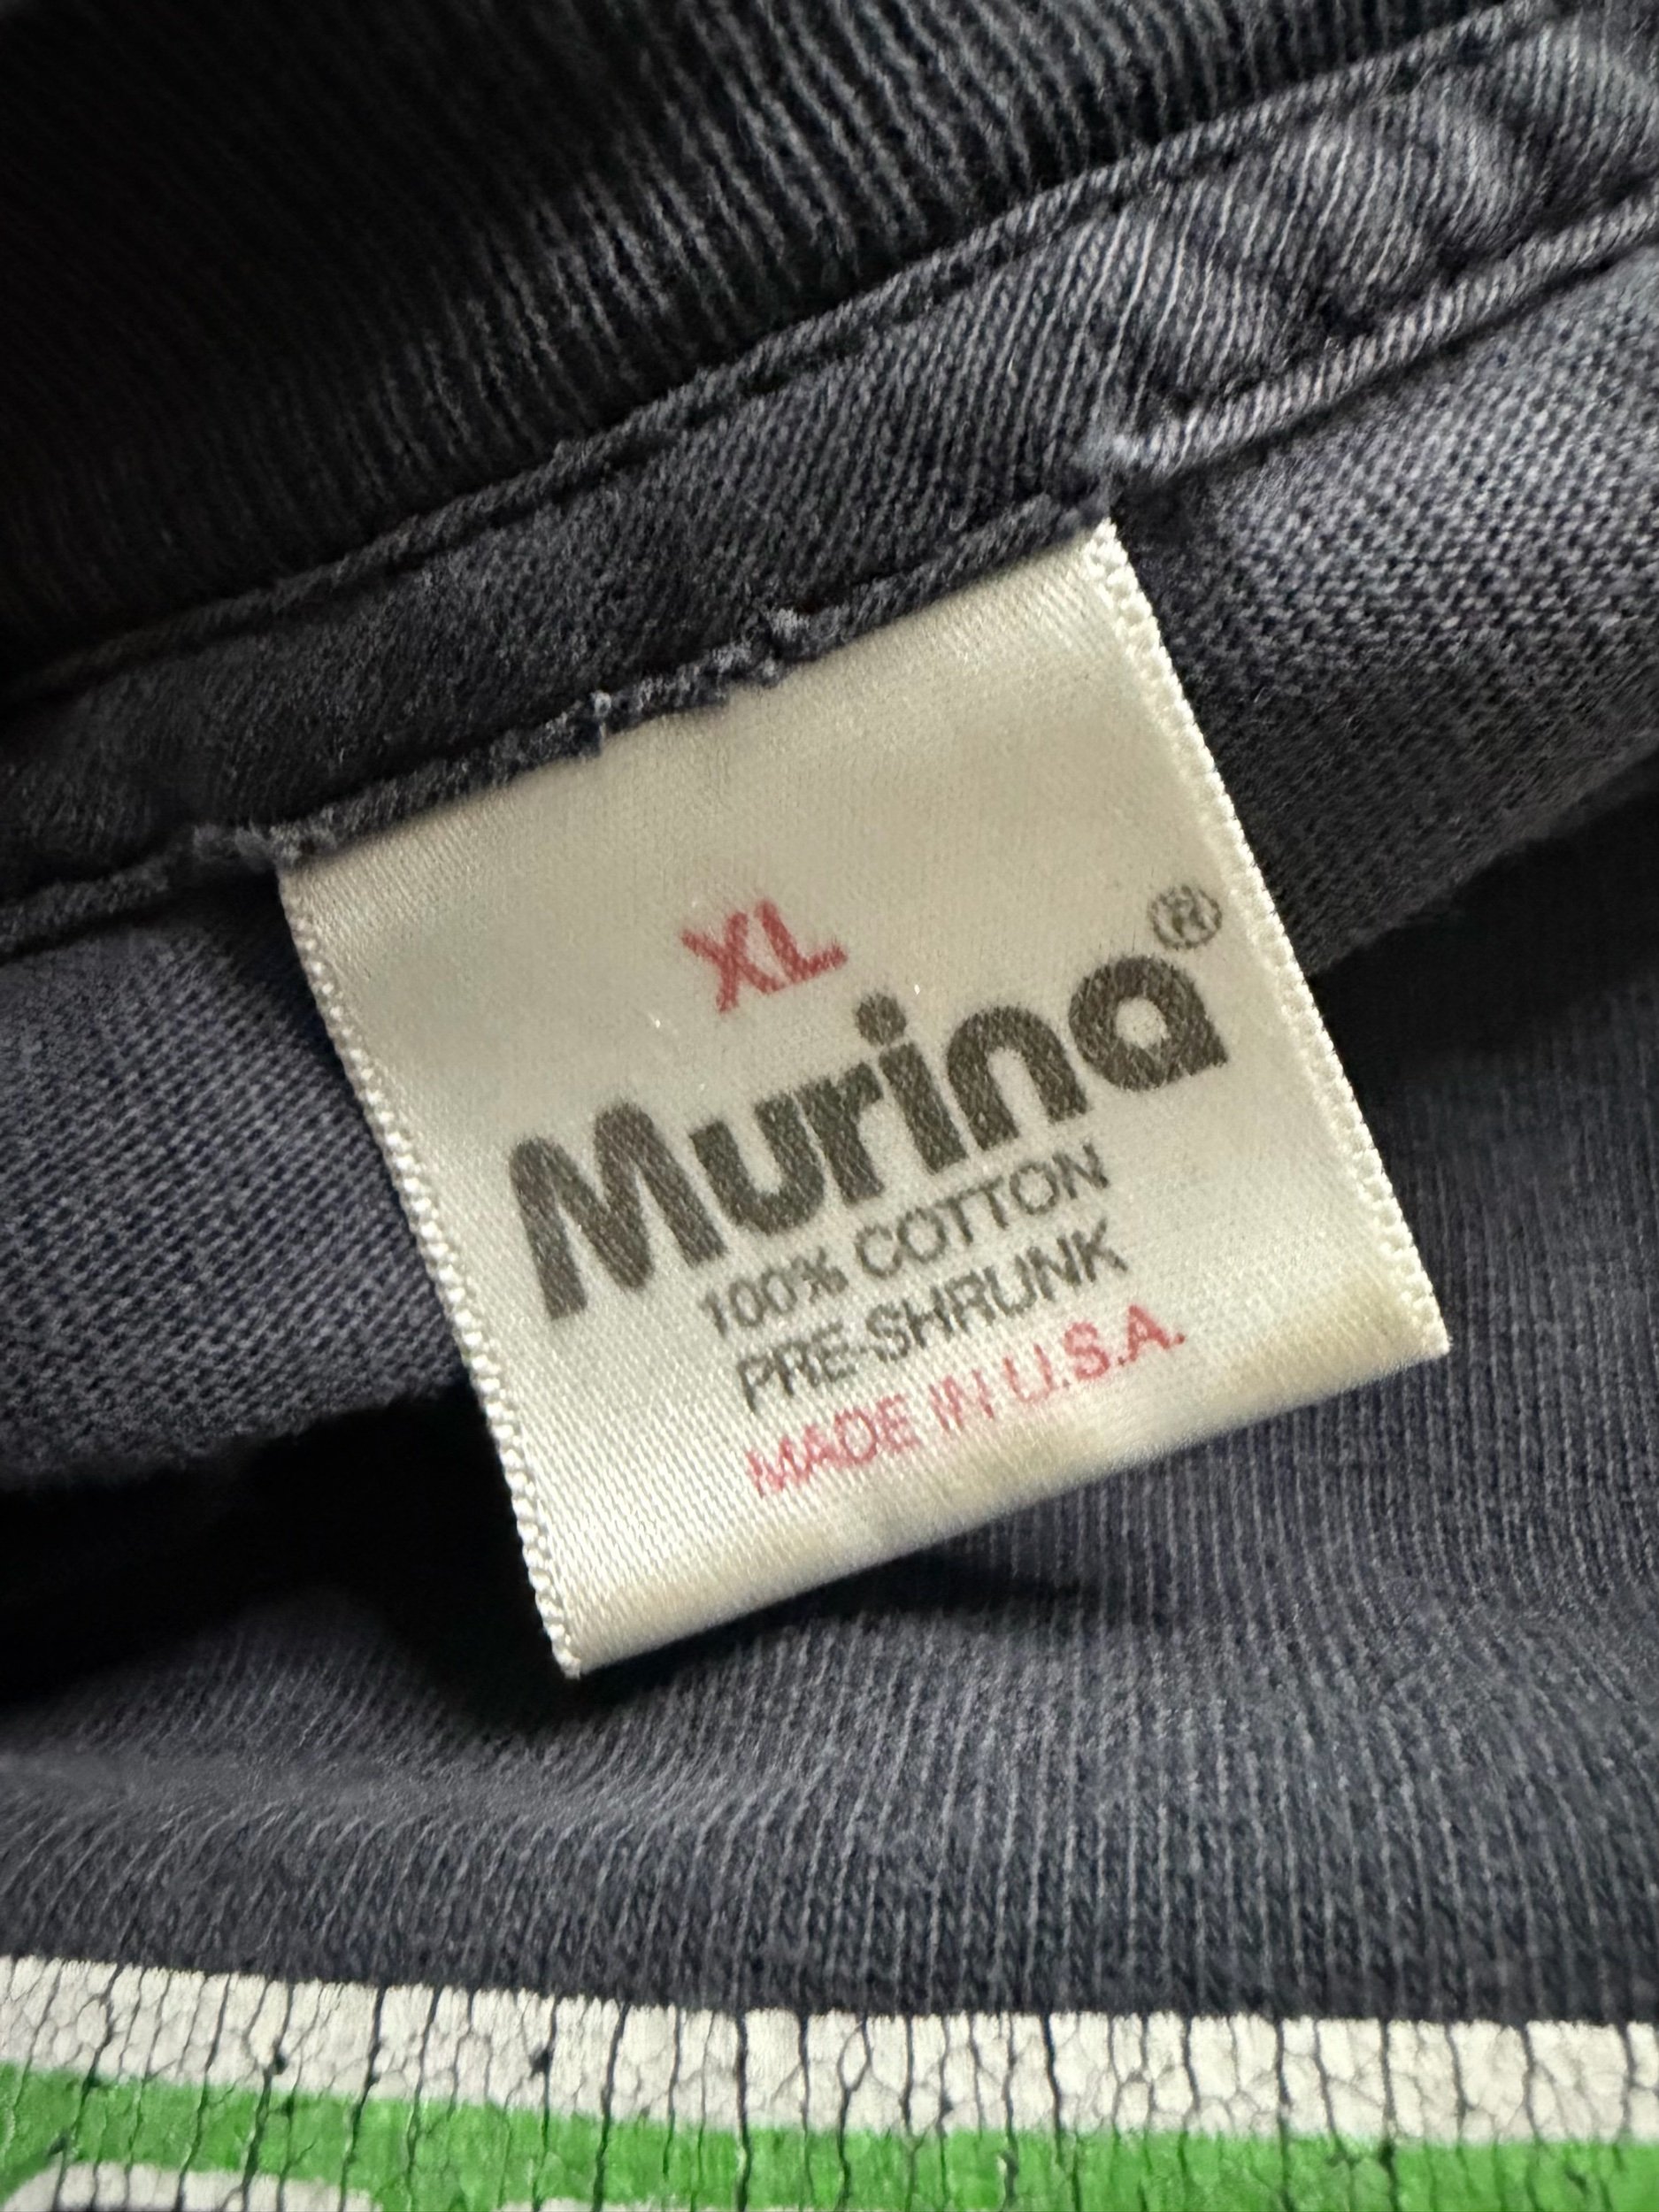 XL
Murina®
100% COTTON
PRE-SHRUNK
MADE IN U.S.A.